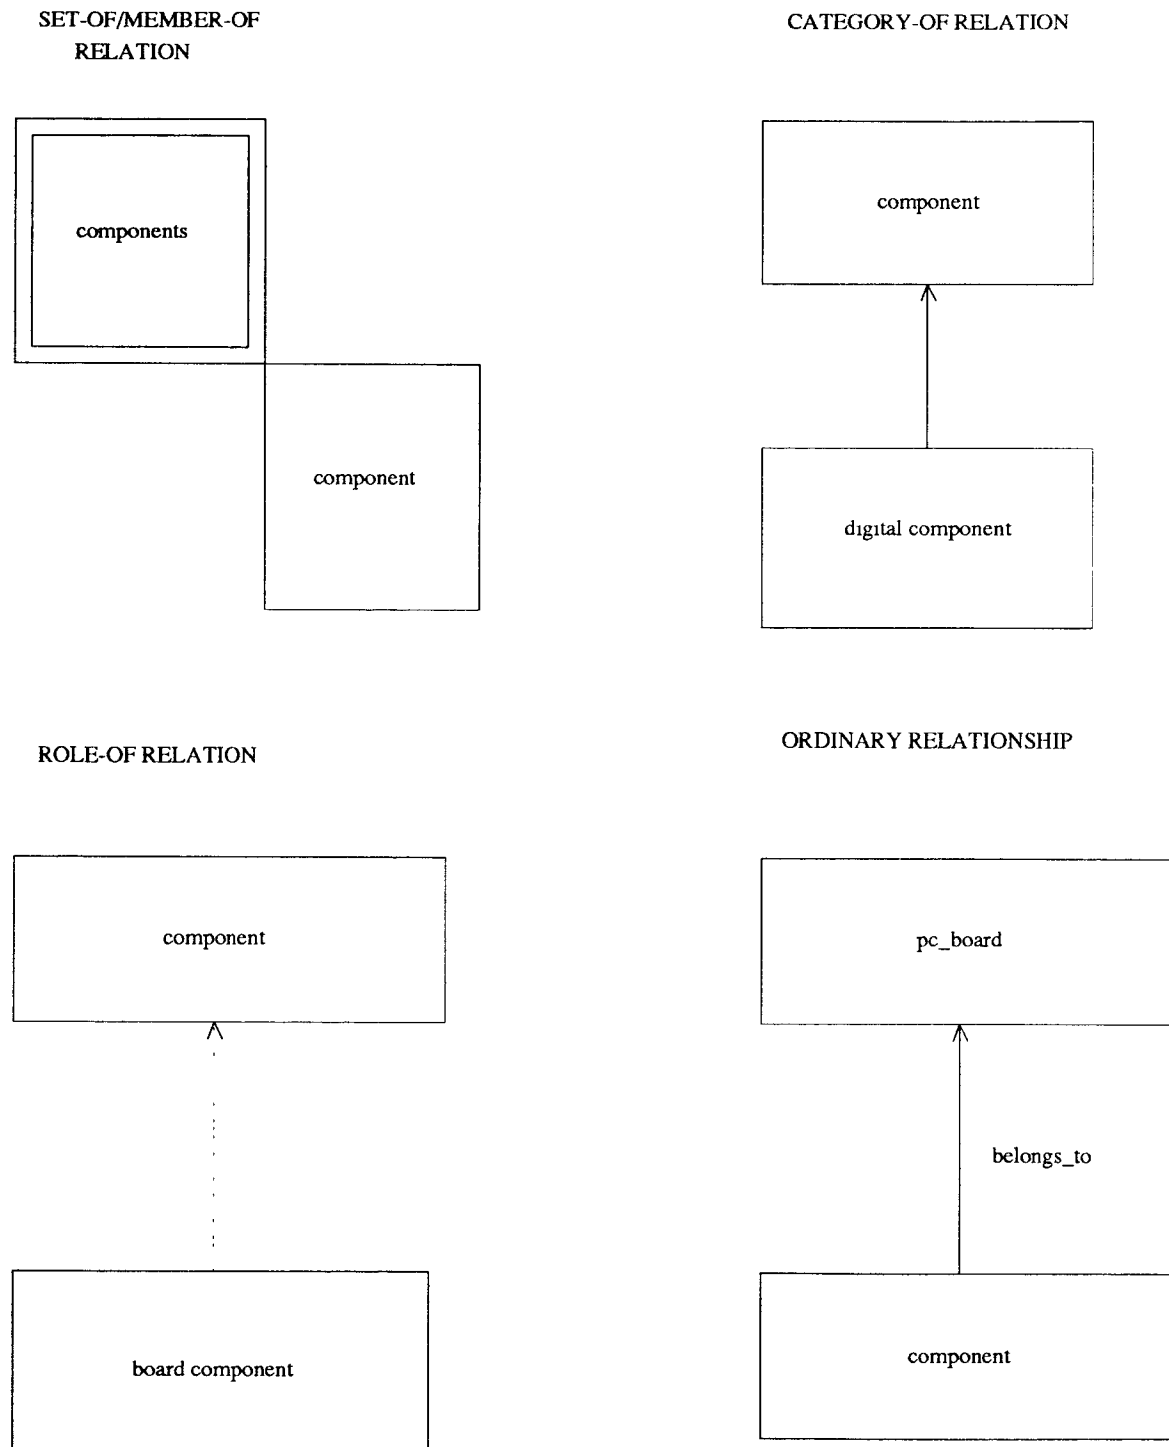 SET-OF/MEMBER-OF
RELATION
CATEGORY-OF RELATION
components
component
component
digital component
ROLE-OF RELATION
ORDINARY RELATIONSHIP
component
pc_board
belongs_to
board component
component